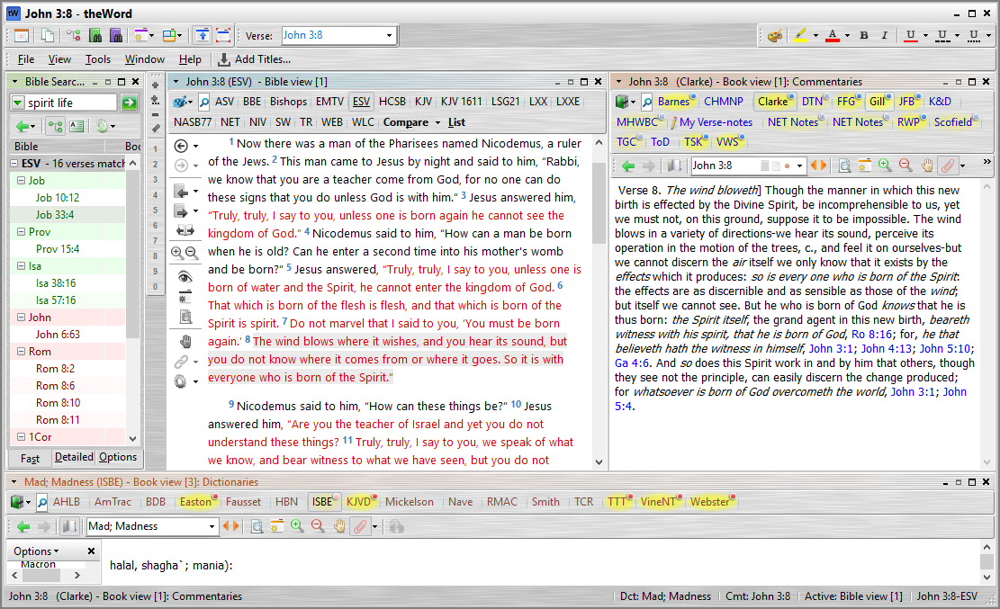 tW John 3:8 - theWord
Verse: John 3:8
A B I U U U
File View Tools Window Help Add Titles...
Bible Searc...
spirit life
Bible Boo
ESV - 16 verses match
Job
Job 10:12
Job 33:4
Prov
Prov 15:4
Isa
Isa 38:16
Isa 57:16
John
John 6:63
Rom
Rom 8:2
Rom 8:6
Rom 8:10
Rom 8:11
1Cor
Fast Detailed Options
1
2
3
4
5
6
7
8
9
0
John 3:8 (ESV) - Bible view [1]
ASV BBE Bishops EMTV ESV HCSB KJV KJV 1611 LSG21 LXX LXXE
NASB77 NET NIV SW TR WEB WLC Compare List
1 Now there was a man of the Pharisees named Nicodemus, a ruler
of the Jews. 2 This man came to Jesus by night and said to him, “Rabbi,
we know that you are a teacher come from God, for no one can do
these signs that you do unless God is with him.” 3 Jesus answered him,
“Truly, truly, I say to you, unless one is born again he cannot see the
kingdom of God.” 4 Nicodemus said to him, “How can a man be born
when he is old? Can he enter a second time into his mother's womb
and be born?” 5 Jesus answered, “Truly, truly, I say to you, unless one is
born of water and the Spirit, he cannot enter the kingdom of God. 6
That which is born of the flesh is flesh, and that which is born of the
Spirit is spirit. 7 Do not marvel that I said to you, ‘You must be born
again.’ 8 The wind blows where it wishes, and you hear its sound, but
you do not know where it comes from or where it goes. So it is with
everyone who is born of the Spirit.”
9 Nicodemus said to him, “How can these things be?” 10 Jesus
answered him, “Are you the teacher of Israel and yet you do not
understand these things? 11 Truly, truly, I say to you, we speak of what
we know, and bear witness to what we have seen, but you do not
John 3:8 (Clarke) - Book view [1]: Commentaries
Barnes CHMNP Clarke DTN FFG Gill JFB K&D
MHWBC My Verse-notes NET Notes NET Notes RWP Scofield
TGC ToD TSK VWS
John 3:8
Verse 8. The wind bloweth] Though the manner in which this new
birth is effected by the Divine Spirit, be incomprehensible to us, yet
we must not, on this ground, suppose it to be impossible. The wind
blows in a variety of directions-we hear its sound, perceive its
operation in the motion of the trees, c., and feel it on ourselves-but
we cannot discern the air itself we only know that it exists by the
effects which it produces: so is every one who is born of the Spirit:
the effects are as discernible and as sensible as those of the wind;
but itself we cannot see. But he who is born of God knows that he is
thus born: the Spirit itself, the grand agent in this new birth, beareth
witness with his spirit, that he is born of God, Ro 8:16; for, he that
believeth hath the witness in himself, John 3:1; John 4:13; John 5:10;
Ga 4:6. And so does this Spirit work in and by him that others, though
they see not the principle, can easily discern the change produced;
for whatsoever is born of God overcometh the world, John 3:1; John
5:4.
Mad; Madness (ISBE) - Book view [3]: Dictionaries
AHLB AmTrac BDB Easton Fausset HBN ISBE KJVD Mickelson Nave RMAC Smith TCR TTT VineNT Webster
Mad; Madness
Options
Macron
halal, shagha`; mania):
John 3:8 (Clarke) - Book view [1]: Commentaries Dct: Mad; Madness Cmt: John 3:8 Active: Bible view [1] John 3:8-ESV